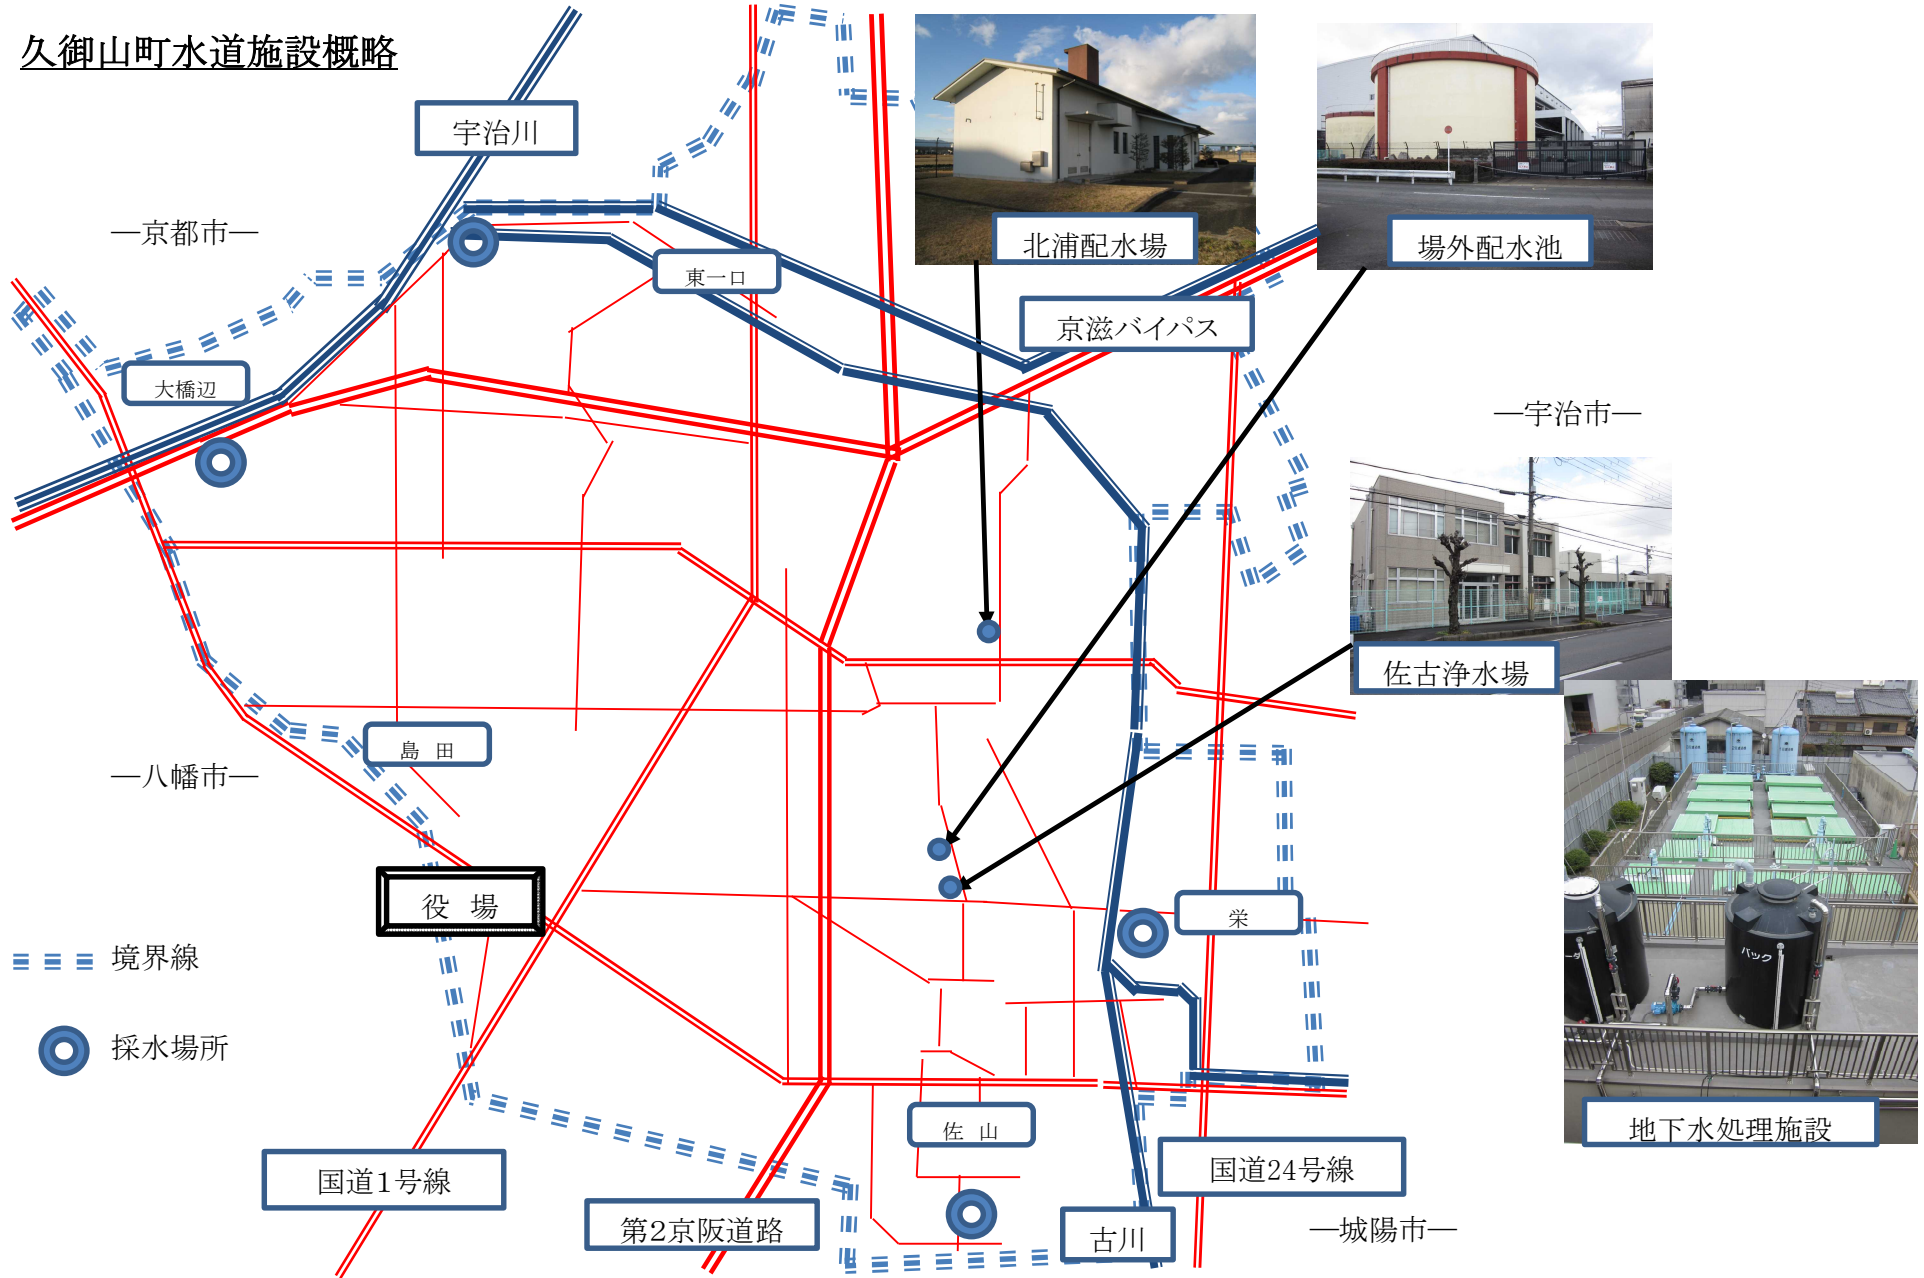 久御山町水道施設概略
宇治川
―京都市―
東一口
北浦配水場
場外配水池
京滋バイパス
大橋辺
―宇治市―
佐古浄水場
島 田
―八幡市―
役 場
栄
境界線
採水場所
バック
地下水処理施設
佐 山
国道1号線
国道24号線
第2京阪道路
古川
―城陽市―